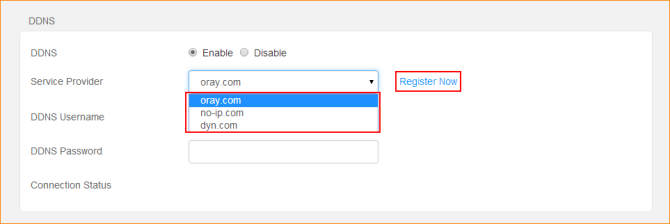 DDNS
DDNS Enable Disable
Service Provider oray.com Register Now
oray.com
no-ip.com
DDNS Username
dyn.com
DDNS Password
Connection Status